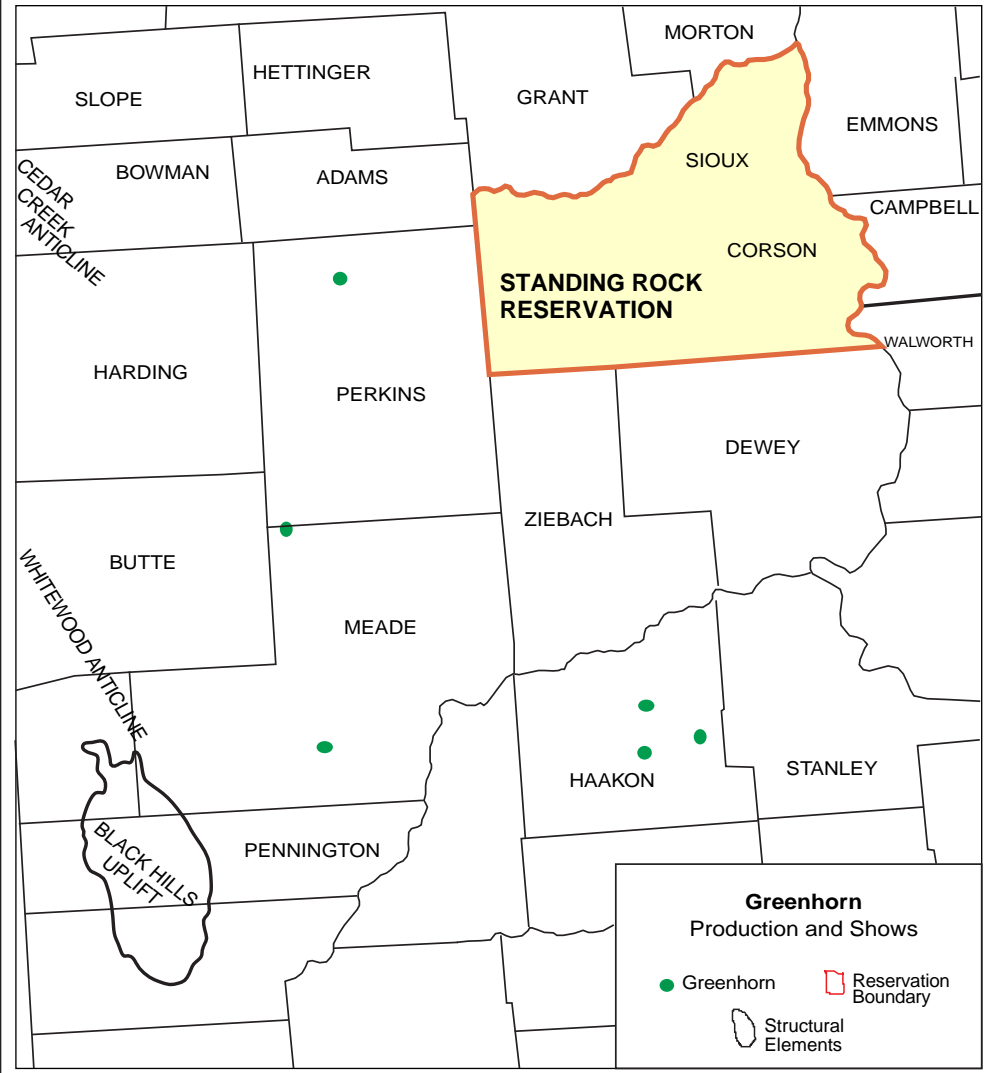 MORTON
HETTINGER
SLOPE
GRANT
EMMONS
SIOUX
BOWMAN
ADAMS
CEDAR
CREEK
ANTICLINE
CAMPBELL
CORSON
STANDING ROCK
RESERVATION
WALWORTH
HARDING
PERKINS
DEWEY
ZIEBACH
BUTTE
WHITEWOOD ANTICLINE
MEADE
HAAKON
STANLEY
BLACK HILLS
UPLIFT
PENNINGTON
Greenhorn
Production and Shows
Greenhorn
Reservation
Boundary
Structural
Elements